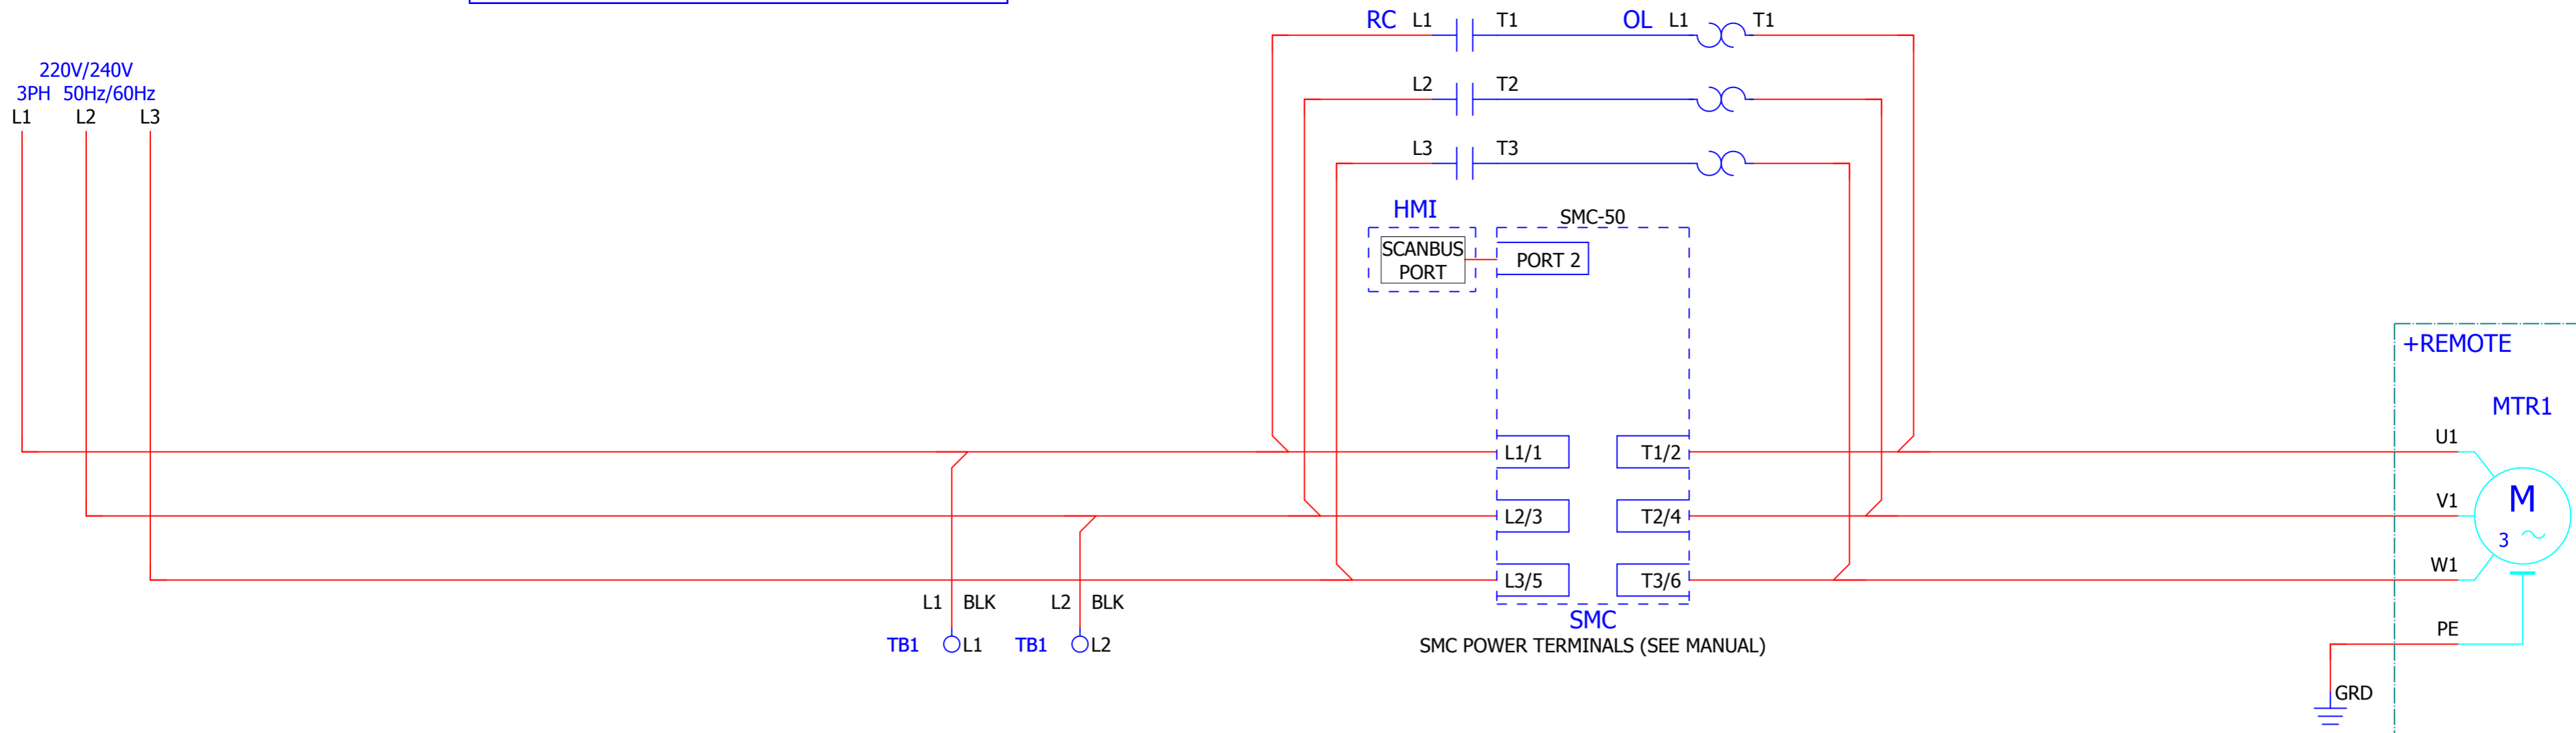 RC L1 T1 OL L1 T1
220V/240V
3PH 50Hz/60Hz
L1 L2 L3
L2 T2
L3 T3
HMI
SCANBUS
PORT
SMC-50
PORT 2
+REMOTE
MTR1
L1/1 T1/2
L2/3 T2/4
L3/5 T3/6
U1
V1
W1
PE
M
3
L1 BLK
L2 BLK
TB1 L1
TB1 L2
SMC
SMC POWER TERMINALS (SEE MANUAL)
GRD